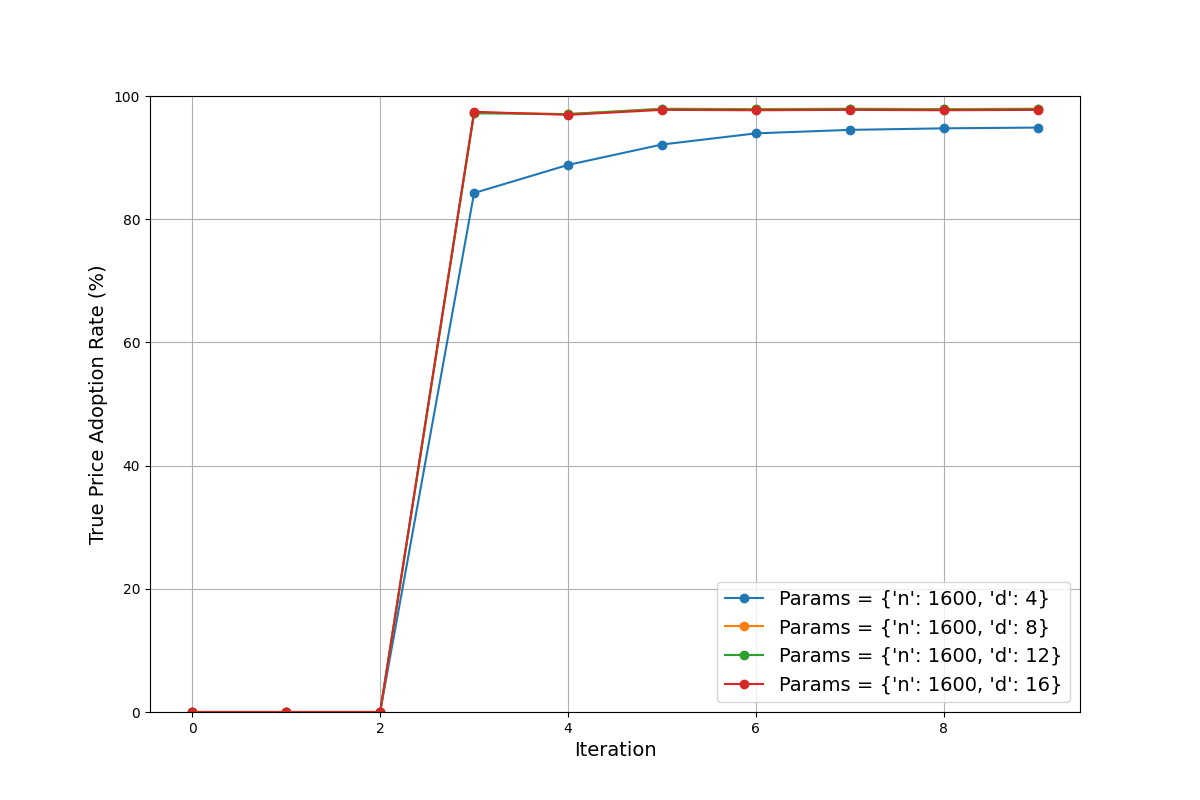 100
80
60
40
20
0
True Price Adoption Rate (%)
0 2 4 6 8
Iteration
Params = {'n': 1600, 'd': 4}
Params = {'n': 1600, 'd': 8}
Params = {'n': 1600, 'd': 12}
Params = {'n': 1600, 'd': 16}